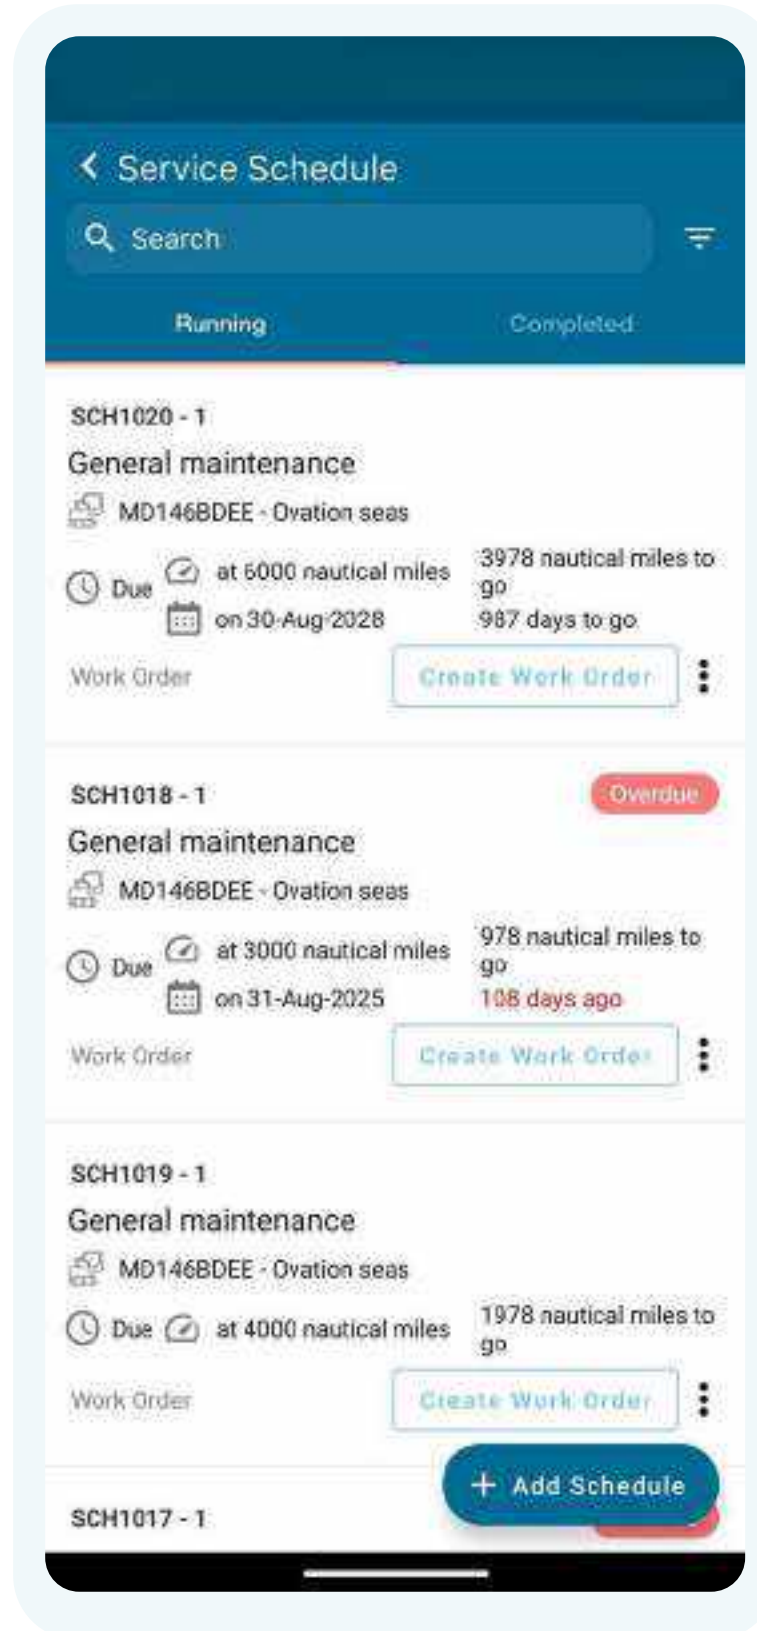 Service Schedule
Search
Running
Completed
SCH1020 - 1
General maintenance
MD146BDEE - Ovation seas
Due
at 6000 nautical miles
3978 nautical miles to
go
on 30-Aug-2028
987 days to go
Work Order
Create Work Order
SCH1018 - 1
Overdue
General maintenance
MD146BDEE - Ovation seas
Due
at 3000 nautical miles
978 nautical miles to
go
on 31-Aug-2025
108 days ago
Work Order
Create Work Order
SCH1019 - 1
General maintenance
MD146BDEE - Ovation seas
Due
at 4000 nautical miles
1978 nautical miles to
go
Work Order
Create Work Order
+ Add Schedule
SCH1017 - 1